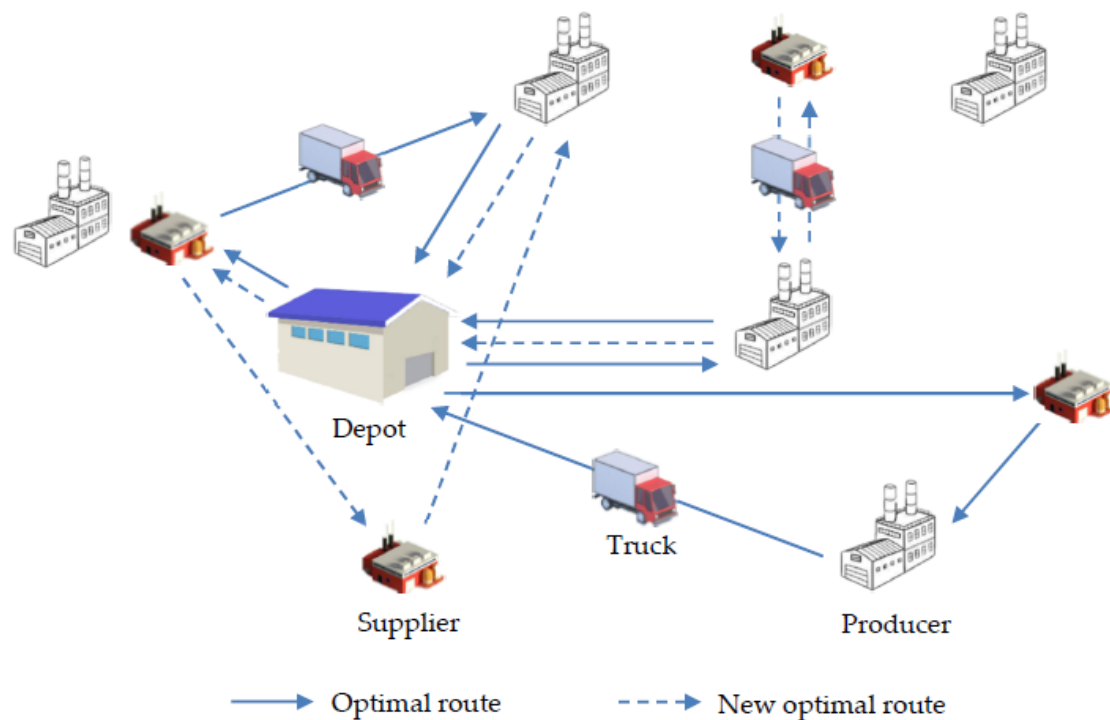 Depot
Truck
Supplier
Producer
Optimal route
New optimal route